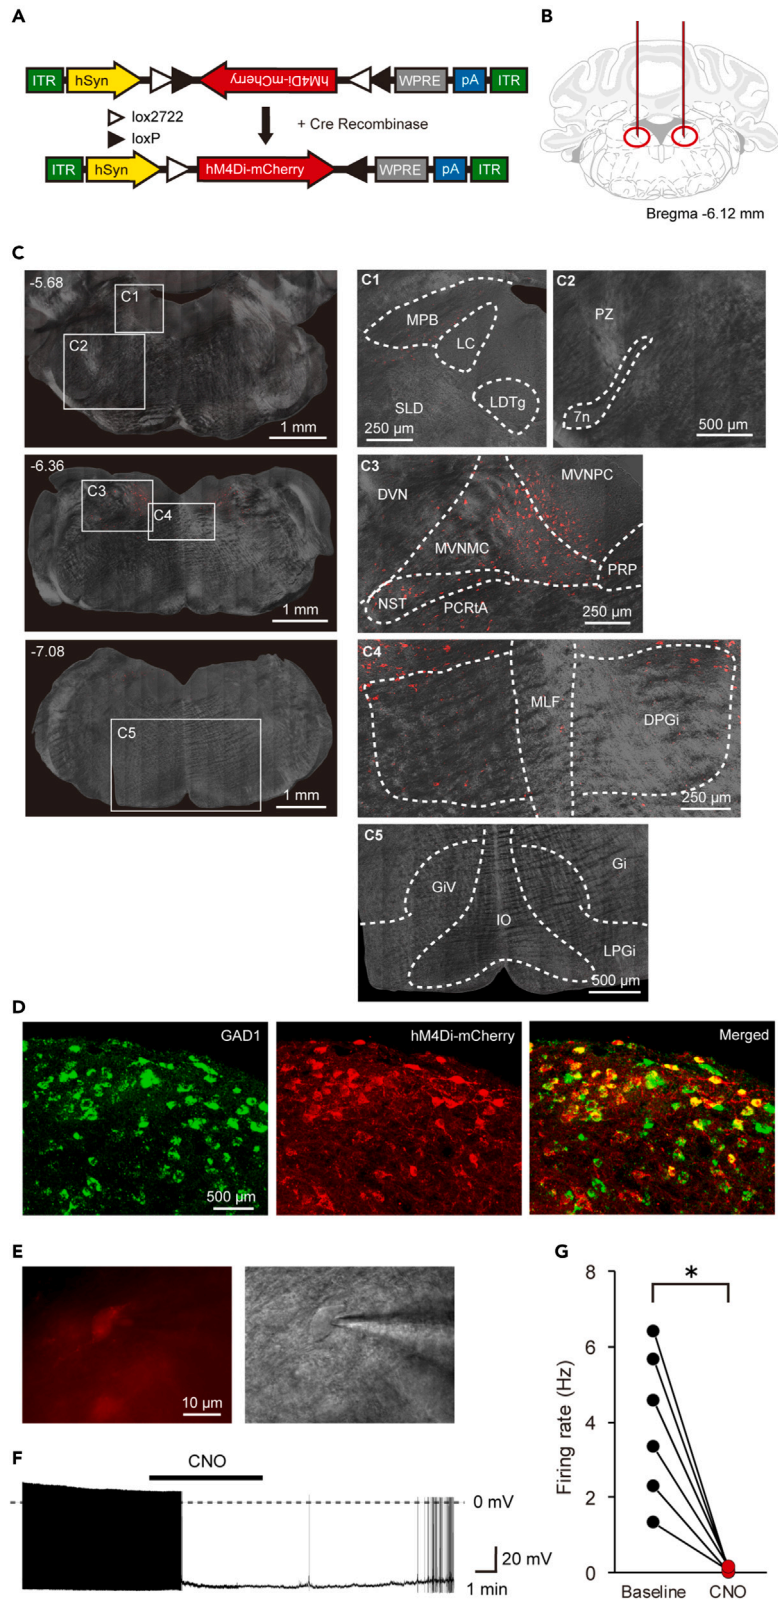 A
ITR hSyn hM4Di-mCherry WPRE pA ITR
lox2722
loxP
+ Cre Recombinase
ITR hSyn hM4Di-mCherry WPRE pA ITR
B
Bregma -6.12 mm
C
-5.68
C1
C2
1 mm
C1
MPB
LC
LDTg
SLD
250 µm
C2
PZ
7n
500 µm
-6.36
C3
C4
1 mm
C3
MVNPC
DVN
MVNMC
PRP
NST
PCRtA
250 µm
-7.08
C5
1 mm
C4
MLF
DPGi
250 µm
C5
GiV
Gi
IO
LPGi
500 µm
D
GAD1
500 µm
hM4Di-mCherry
Merged
E
10 µm
F
CNO
0 mV
20 mV
1 min
G
8
*
6
4
2
0
Firing rate (Hz)
Baseline CNO